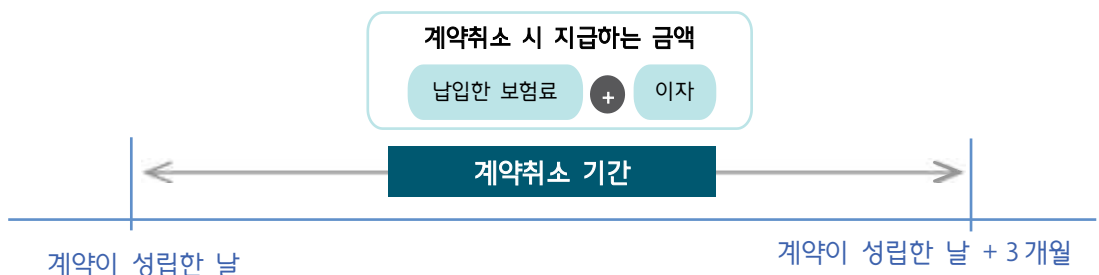 계약취소 시 지급하는 금액
납입한 보험료 + 이자
계약취소 기간
계약이 성립한 날
계약이 성립한 날 + 3개월